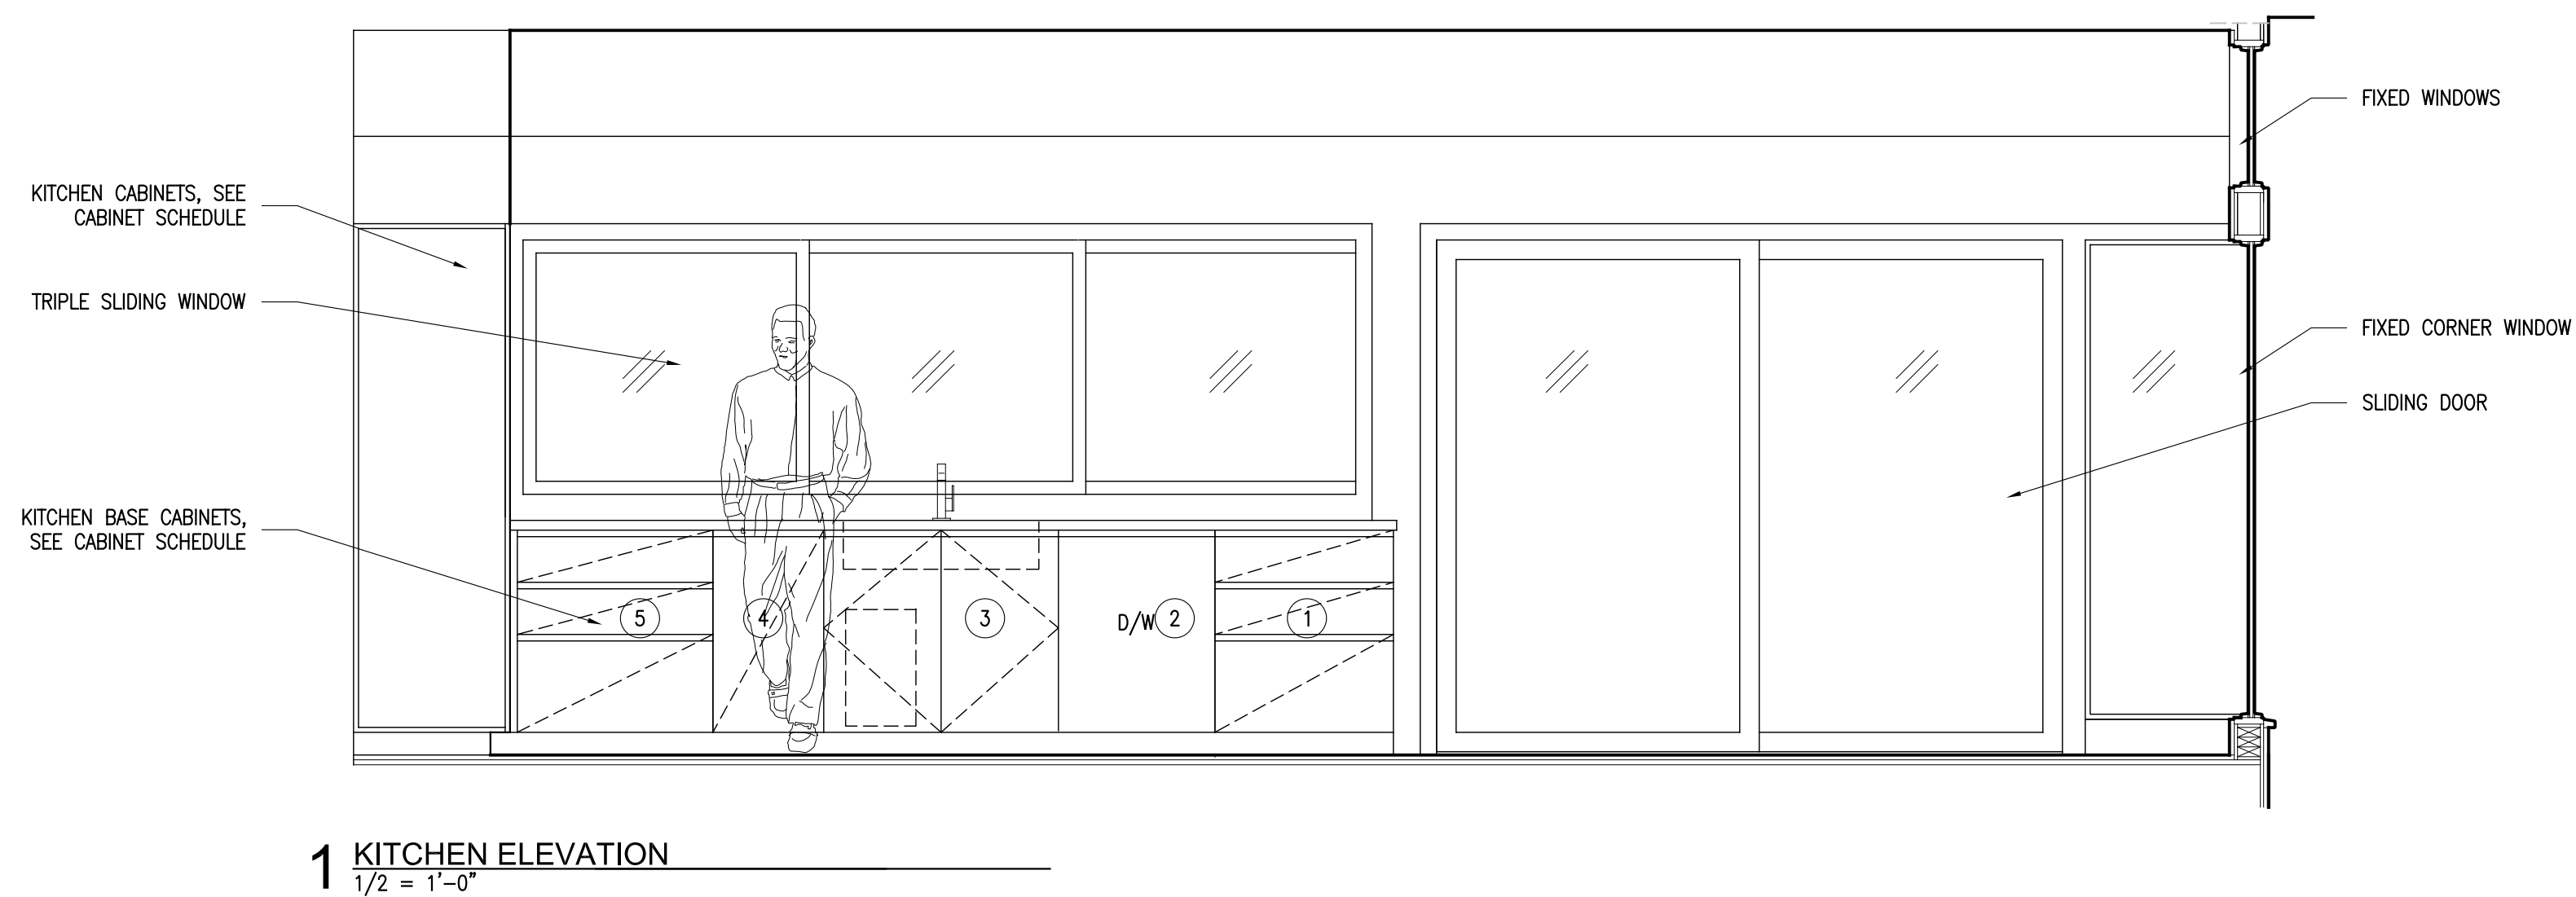 FIXED WINDOWS
KITCHEN CABINETS, SEE
CABINET SCHEDULE
TRIPLE SLIDING WINDOW
FIXED CORNER WINDOW
SLIDING DOOR
KITCHEN BASE CABINETS,
SEE CABINET SCHEDULE
5
4
3
D/W 2
1
1 KITCHEN ELEVATION
1/2 = 1'-0"